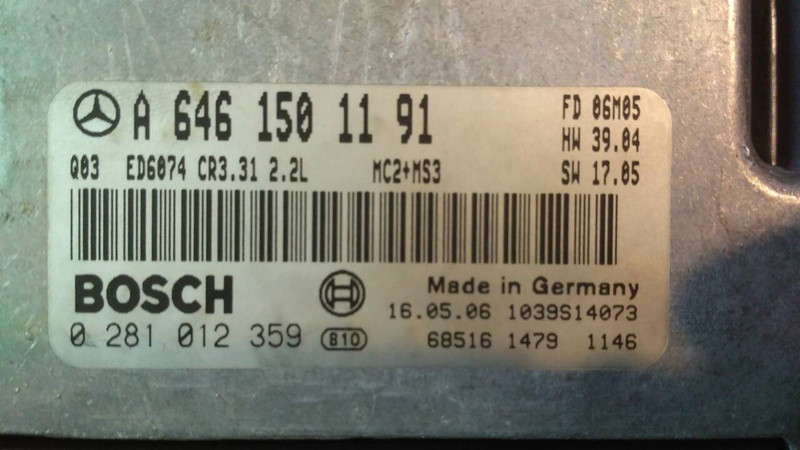 A 646 150 11 91
FD 06M05
HW 39.04
Q03 ED6074 CR3.31 2.2L MC2+MS3 SW 17.05
BOSCH
Made in Germany
16.05.06 1039S14073
0 281 012 359 810
68516 1479 1146